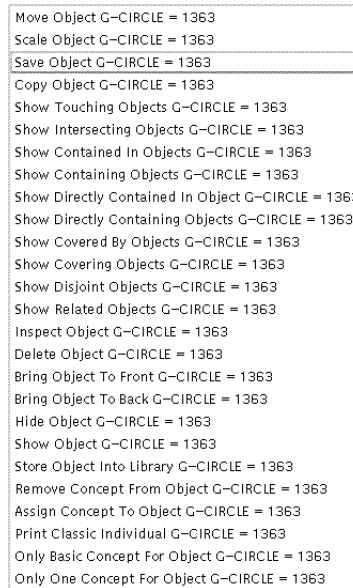 Move Object G−CIRCLE = 1363
Scale Object G−CIRCLE = 1363
Save Object G−CIRCLE = 1363
Copy Object G−CIRCLE = 1363
Show Touching Objects G−CIRCLE = 1363
Show Intersecting Objects G−CIRCLE = 1363
Show Contained In Objects G−CIRCLE = 1363
Show Containing Objects G−CIRCLE = 1363
Show Directly Contained In Object G−CIRCLE = 1363
Show Directly Containing Objects G−CIRCLE = 1363
Show Covered By Objects G−CIRCLE = 1363
Show Covering Objects G−CIRCLE = 1363
Show Disjoint Objects G−CIRCLE = 1363
Show Related Objects G−CIRCLE = 1363
Inspect Object G−CIRCLE = 1363
Delete Object G−CIRCLE = 1363
Bring Object To Front G−CIRCLE = 1363
Bring Object To Back G−CIRCLE = 1363
Hide Object G−CIRCLE = 1363
Show Object G−CIRCLE = 1363
Store Object Into Library G−CIRCLE = 1363
Remove Concept From Object G−CIRCLE = 1363
Assign Concept To Object G−CIRCLE = 1363
Print Classic Individual G−CIRCLE = 1363
Only Basic Concept For Object G−CIRCLE = 1363
Only One Concept For Object G−CIRCLE = 1363